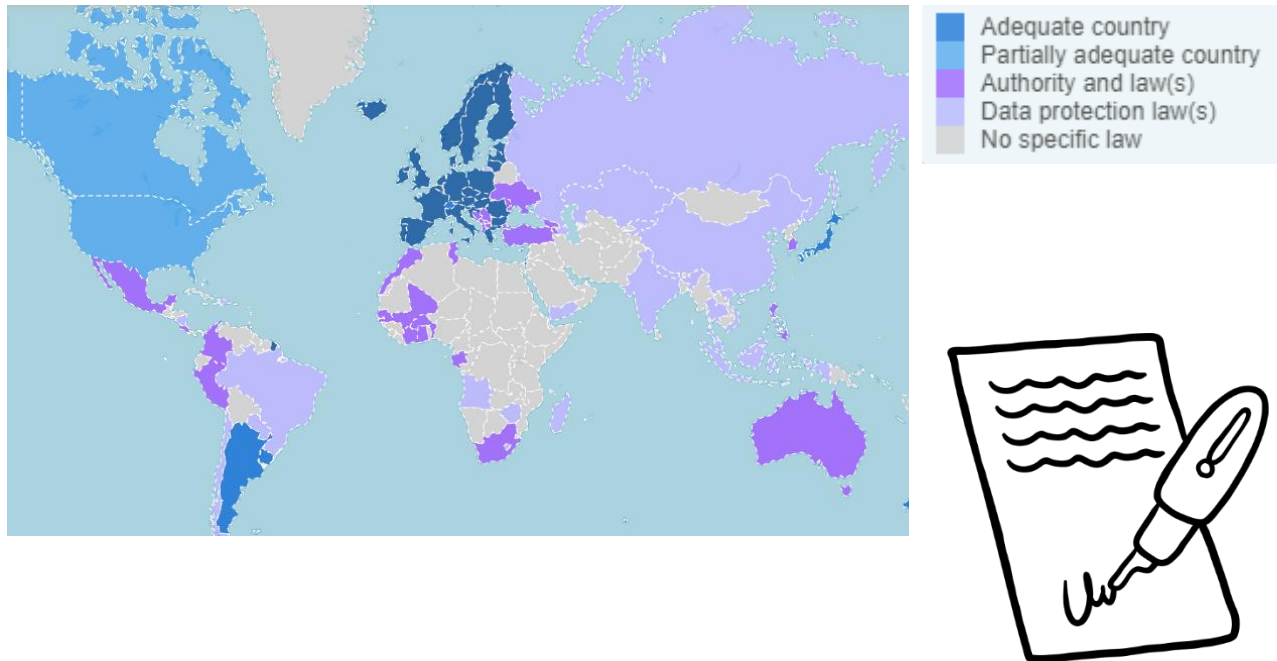 Adequate country
Partially adequate country
Authority and law(s)
Data protection law(s)
No specific law